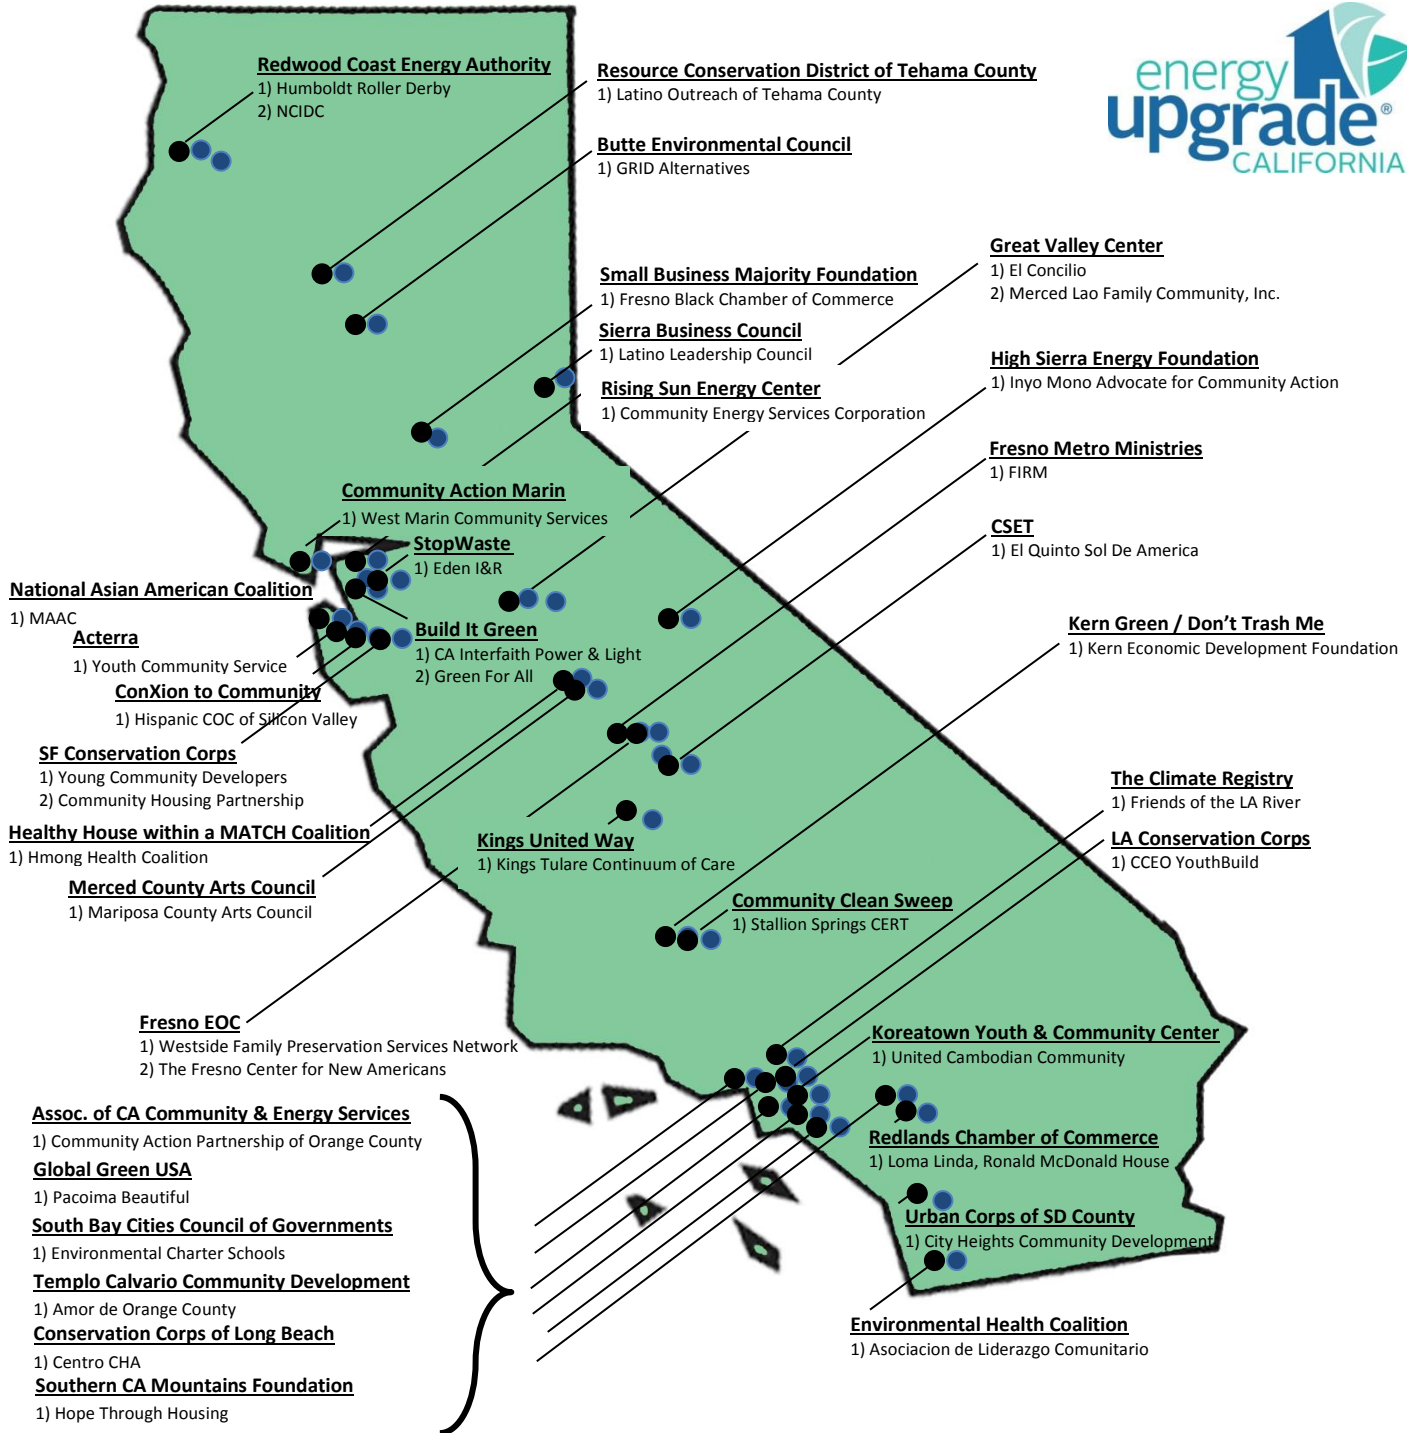 energy
upgrade®
CALIFORNIA
Redwood Coast Energy Authority
1) Humboldt Roller Derby
2) NCIDC
Resource Conservation District of Tehama County
1) Latino Outreach of Tehama County
Butte Environmental Council
1) GRID Alternatives
Great Valley Center
1) El Concilio
2) Merced Lao Family Community, Inc.
Small Business Majority Foundation
1) Fresno Black Chamber of Commerce
Sierra Business Council
1) Latino Leadership Council
High Sierra Energy Foundation
1) Inyo Mono Advocate for Community Action
Rising Sun Energy Center
1) Community Energy Services Corporation
Fresno Metro Ministries
1) FIRM
Community Action Marin
1) West Marin Community Services
CSET
1) El Quinto Sol De America
StopWaste
1) Eden I&R
National Asian American Coalition
1) MAAC
Acterra
1) Youth Community Service
Build It Green
1) CA Interfaith Power & Light
2) Green For All
Kern Green / Don't Trash Me
1) Kern Economic Development Foundation
ConXion to Community
1) Hispanic COC of Silicon Valley
SF Conservation Corps
1) Young Community Developers
2) Community Housing Partnership
The Climate Registry
1) Friends of the LA River
Healthy House within a MATCH Coalition
1) Hmong Health Coalition
Kings United Way
1) Kings Tulare Continuum of Care
LA Conservation Corps
1) CCEO YouthBuild
Merced County Arts Council
1) Mariposa County Arts Council
Community Clean Sweep
1) Stallion Springs CERT
Fresno EOC
1) Westside Family Preservation Services Network
2) The Fresno Center for New Americans
Koreatown Youth & Community Center
1) United Cambodian Community
Assoc. of CA Community & Energy Services
1) Community Action Partnership of Orange County
Global Green USA
1) Pacoima Beautiful
South Bay Cities Council of Governments
1) Environmental Charter Schools
Templo Calvario Community Development
1) Amor de Orange County
Conservation Corps of Long Beach
1) Centro CHA
Southern CA Mountains Foundation
1) Hope Through Housing
Redlands Chamber of Commerce
1) Loma Linda, Ronald McDonald House
Urban Corps of SD County
1) City Heights Community Development
Environmental Health Coalition
1) Asociacion de Liderazgo Comunitario